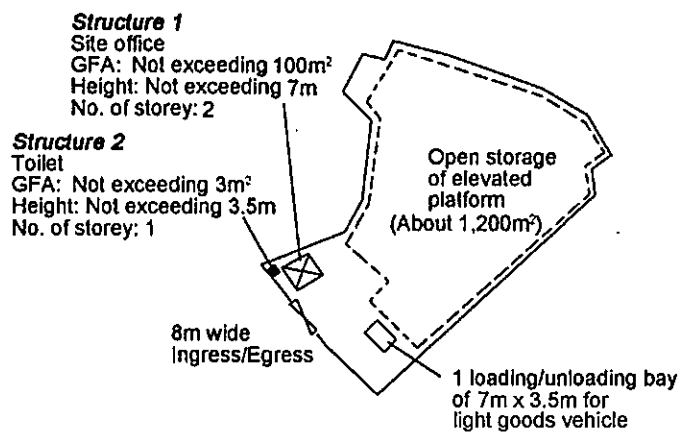 Structure 1
Site office
GFA: Not exceeding 100m²
Height: Not exceeding 7m
No. of storey: 2
Structure 2
Toilet
GFA: Not exceeding 3m²
Height: Not exceeding 3.5m
No. of storey: 1
Open storage
of elevated
platform
(About 1,200m²)
8m wide
Ingress/Egress
1 loading/unloading bay
of 7m x 3.5m for
light goods vehicle